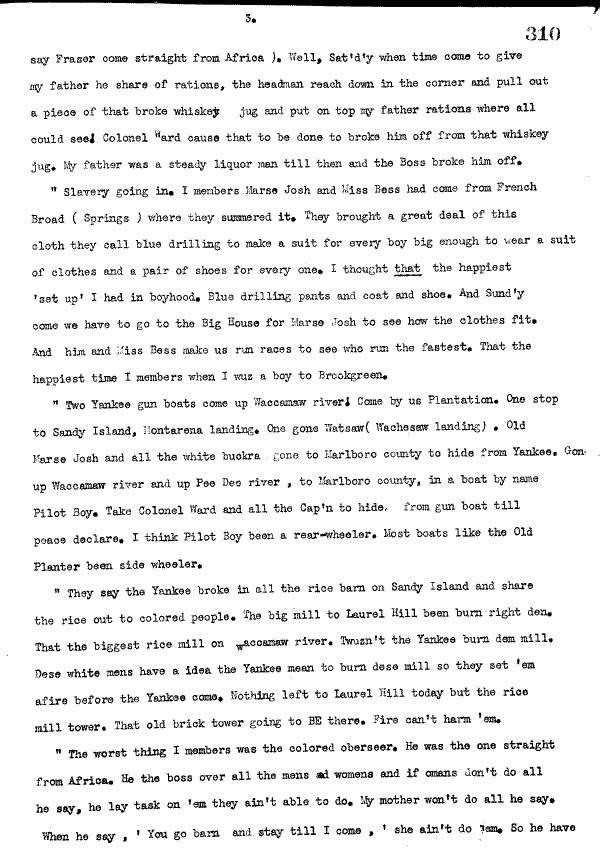 3.
310
say Fraser come straight from Africa ). Well, Sat'd'y when time come to give
my father he share of rations, the headman reach down in the corner and pull out
a piece of that broke whiskey jug and put on top my father rations where all
could see! Colonel Ward cause that to be done to broke him off from that whiskey
jug. My father was a steady liquor man till then and the Boss broke him off.
" Slavery going in. I members Marse Josh and Miss Bess had come from French
Broad ( Springs ) where they summered it. They brought a great deal of this
cloth they call blue drilling to make a suit for every boy big enough to wear a suit
of clothes and a pair of shoes for every one. I thought that the happiest
'set up' I had in boyhood. Blue drilling pants and coat and shoe. And Sund'y
come we have to go to the Big House for Marse Josh to see how the clothes fit.
And him and Miss Bess make us run races to see who run the fastest. That the
happiest time I members when I wuz a boy to Brookgreen.
" Two Yankee gun boats come up Waccamaw river! Come by us Plantation. One stop
to Sandy Island, Montarena landing. One gone Watsaw( Wachesaw landing) . Old
Marse Josh and all the white buckra gone to Marlboro county to hide from Yankee. Gon
up Waccamaw river and up Pee Dee river , to Marlboro county, in a boat by name
Pilot Boy. Take Colonel Ward and all the Cap'n to hide. from gun boat till
peace declare. I think Pilot Boy been a rear-wheeler. Most boats like the Old
Planter been side wheeler.
" They say the Yankee broke in all the rice barn on Sandy Island and share
the rice out to colored people. The big mill to Laurel Hill been burn right den.
That the biggest rice mill on Waccamaw river. Twuzn't the Yankee burn dem mill.
Dese white mens have a idea the Yankee mean to burn dese mill so they set 'em
afire before the Yankee come. Nothing left to Laurel Hill today but the rice
mill tower. That old brick tower going to BE there. Fire can't harm 'em.
" The worst thing I members was the colored oberseer. He was the one straight
from Africa. He the boss over all the mens ad womens and if omans don't do all
he say, he lay task on 'em they ain't able to do. My mother won't do all he say.
When he say , ' You go barn and stay till I come , ' she ain't do 'em. So he have